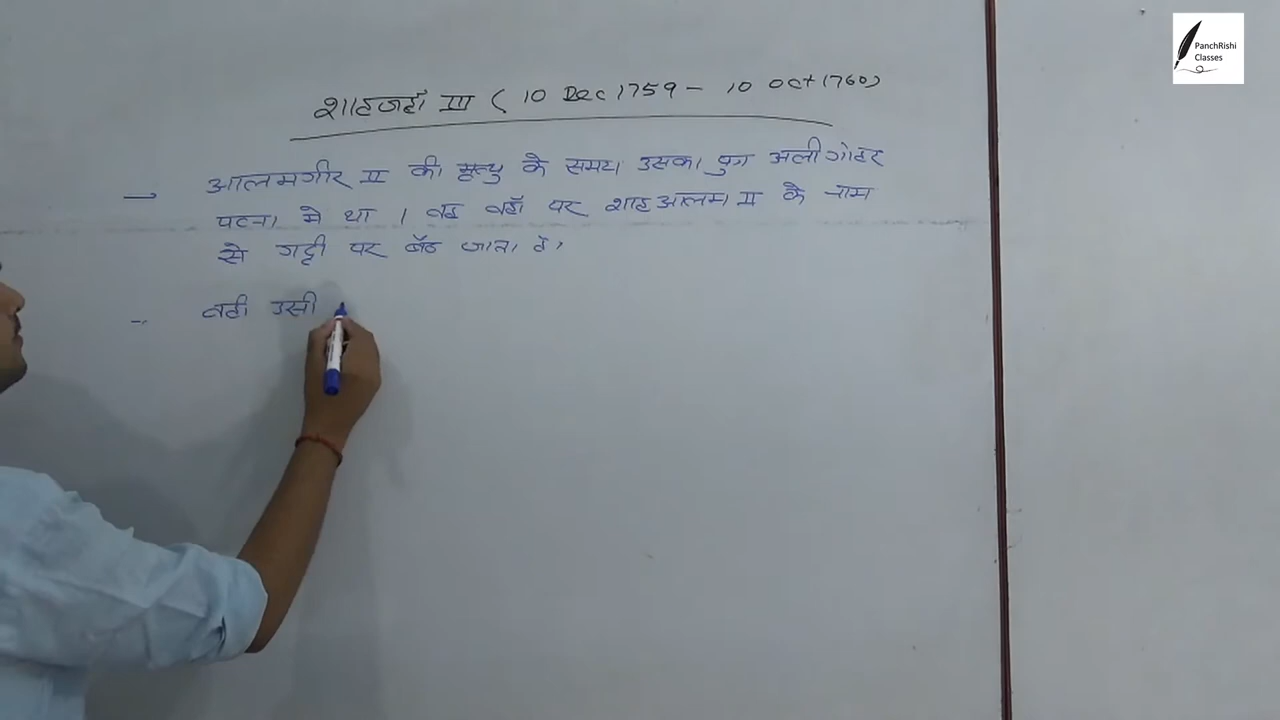 PanchRishi
Classes
शाहजहाँ III ( 10 Dec 1759 - 10 Oct 1760)
→ आलमगीर II की मृत्यु के समय उसका पुत्र अलीगौहर
पटना मे था । वह वहाँ पर शाहआलम II के नाम
से गद्दी पर बैठ जाता है।
वही उसी